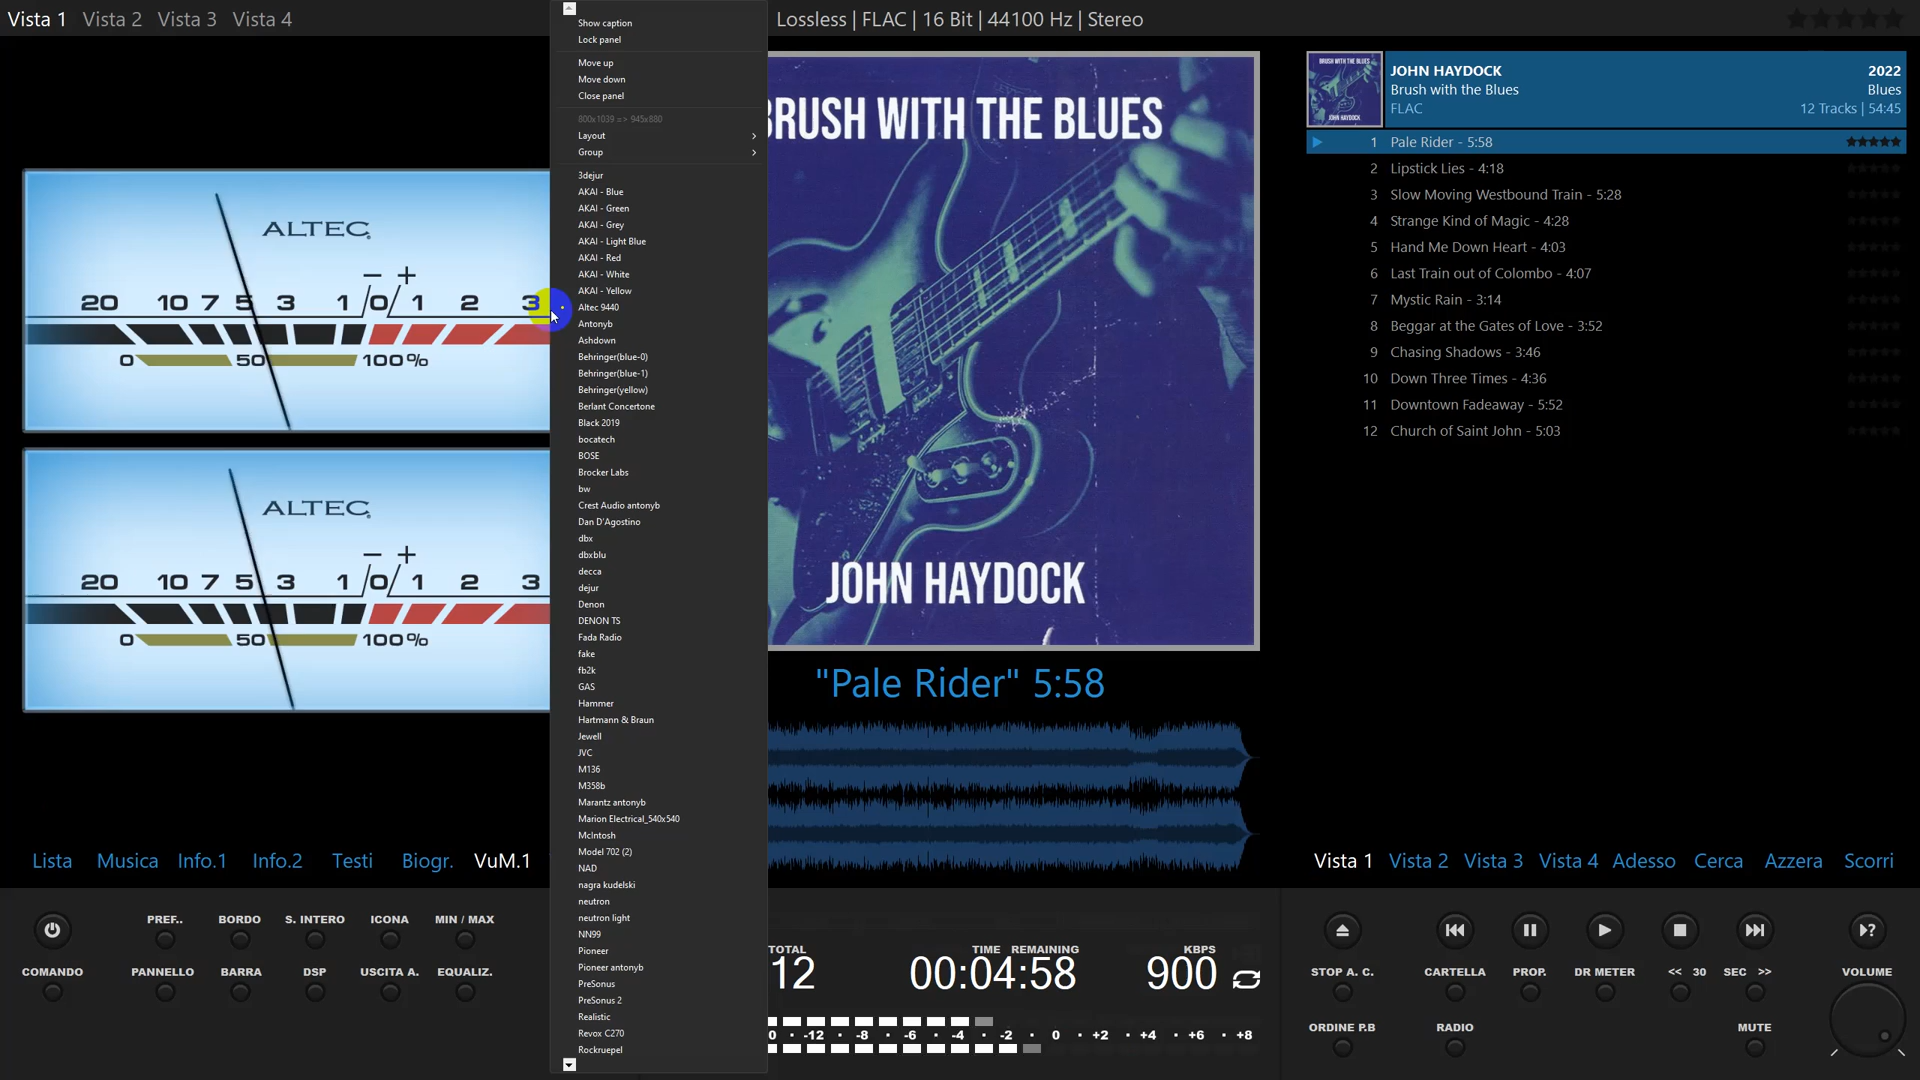 Vista 1 Vista 2 Vista 3 Vista 4
Lossless | FLAC | 16 Bit | 44100 Hz | Stereo
Show caption
Lock panel
Move up
Move down
Close panel
800x1039 => 945x880
Layout
Group
3dejur
AKAI - Blue
AKAI - Green
AKAI - Grey
AKAI - Light Blue
AKAI - Red
AKAI - White
AKAI - Yellow
Altec 9440
Antonyb
Ashdown
Behringer(blue-0)
Behringer(blue-1)
Behringer(yellow)
Berlant Concertone
Black 2019
bocatech
BOSE
Brocker Labs
bw
Crest Audio antonyb
Dan D'Agostino
dbx
dbxblu
decca
dejur
Denon
DENON TS
Fada Radio
fake
fb2k
GAS
Hammer
Hartmann & Braun
Jewell
JVC
M136
M358b
Marantz antonyb
Marion Electrical_540x540
McIntosh
Model 702 (2)
NAD
nagra kudelski
neutron
neutron light
NN99
Pioneer
Pioneer antonyb
PreSonus
PreSonus 2
Realistic
Revox C270
Rockruepel
ALTEC
- +
20 10 7 5 3 1 0 1 2 3
0 50 100%
ALTEC
- +
20 10 7 5 3 1 0 1 2 3
0 50 100%
BRUSH WITH THE BLUES
JOHN HAYDOCK
"Pale Rider" 5:58
BRUSH WITH THE BLUES
JOHN HAYDOCK
JOHN HAYDOCK 2022
Brush with the Blues Blues
FLAC 12 Tracks | 54:45
1 Pale Rider - 5:58
2 Lipstick Lies - 4:18
3 Slow Moving Westbound Train - 5:28
4 Strange Kind of Magic - 4:28
5 Hand Me Down Heart - 4:03
6 Last Train out of Colombo - 4:07
7 Mystic Rain - 3:14
8 Beggar at the Gates of Love - 3:52
9 Chasing Shadows - 3:46
10 Down Three Times - 4:36
11 Downtown Fadeaway - 5:52
12 Church of Saint John - 5:03
Lista Musica Info.1 Info.2 Testi Biogr. VuM.1
Vista 1 Vista 2 Vista 3 Vista 4 Adesso Cerca Azzera Scorri
PREF.. BORDO S. INTERO ICONA MIN / MAX
COMANDO PANNELLO BARRA DSP USCITA A. EQUALIZ.
TOTAL TIME REMAINING KBPS
12 00:04:58 900
0 · -12 · -8 · -6 · -4 · -2 · 0 · +2 · +4 · +6 · +8
STOP A. C. CARTELLA PROP. DR METER << 30 SEC >> VOLUME
ORDINE P.B RADIO MUTE